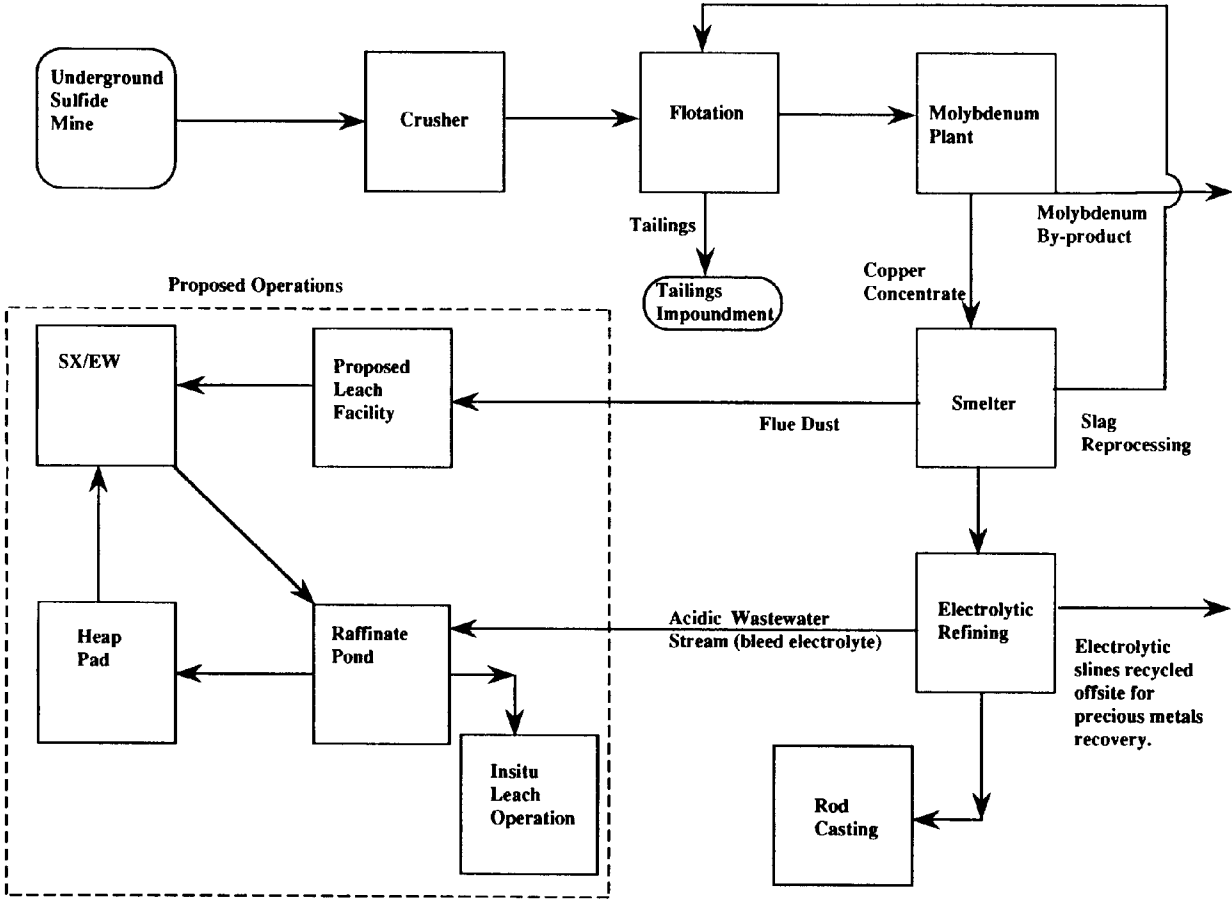 Underground
Sulfide
Mine
Crusher
Flotation
Molybdenum
Plant
Tailings
Molybdenum
By-product
Copper
Concentrate
Tailings
Impoundment
Proposed Operations
SX/EW
Proposed
Leach
Facility
Smelter
Flue Dust
Slag
Reprocessing
Heap
Pad
Raffinate
Pond
Acidic Wastewater
Stream (bleed electrolyte)
Electrolytic
Refining
Electrolytic
slines recycled
offsite for
precious metals
recovery.
Insitu
Leach
Operation
Rod
Casting